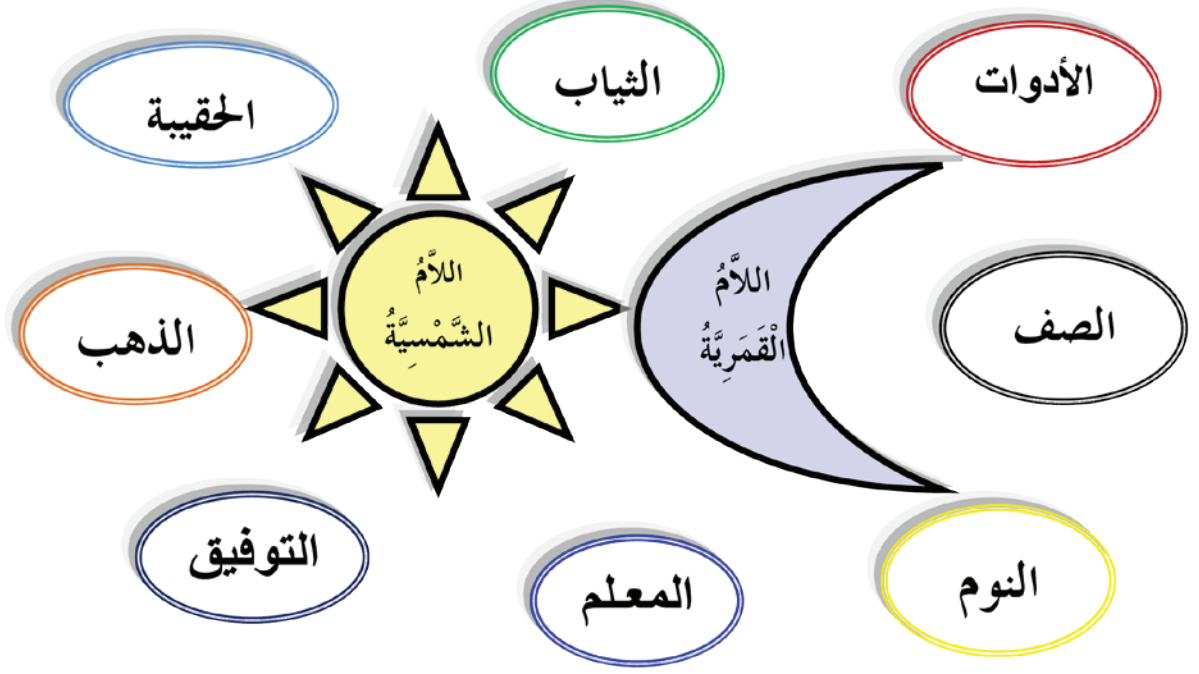 الأدوات
الثياب
الحقيبة
اللاَّمُ
الْقَمَرِيَّةُ
اللاَّمُ
الشَّمْسِيَّةُ
الصف
الذهب
النوم
المعلم
التوفيق